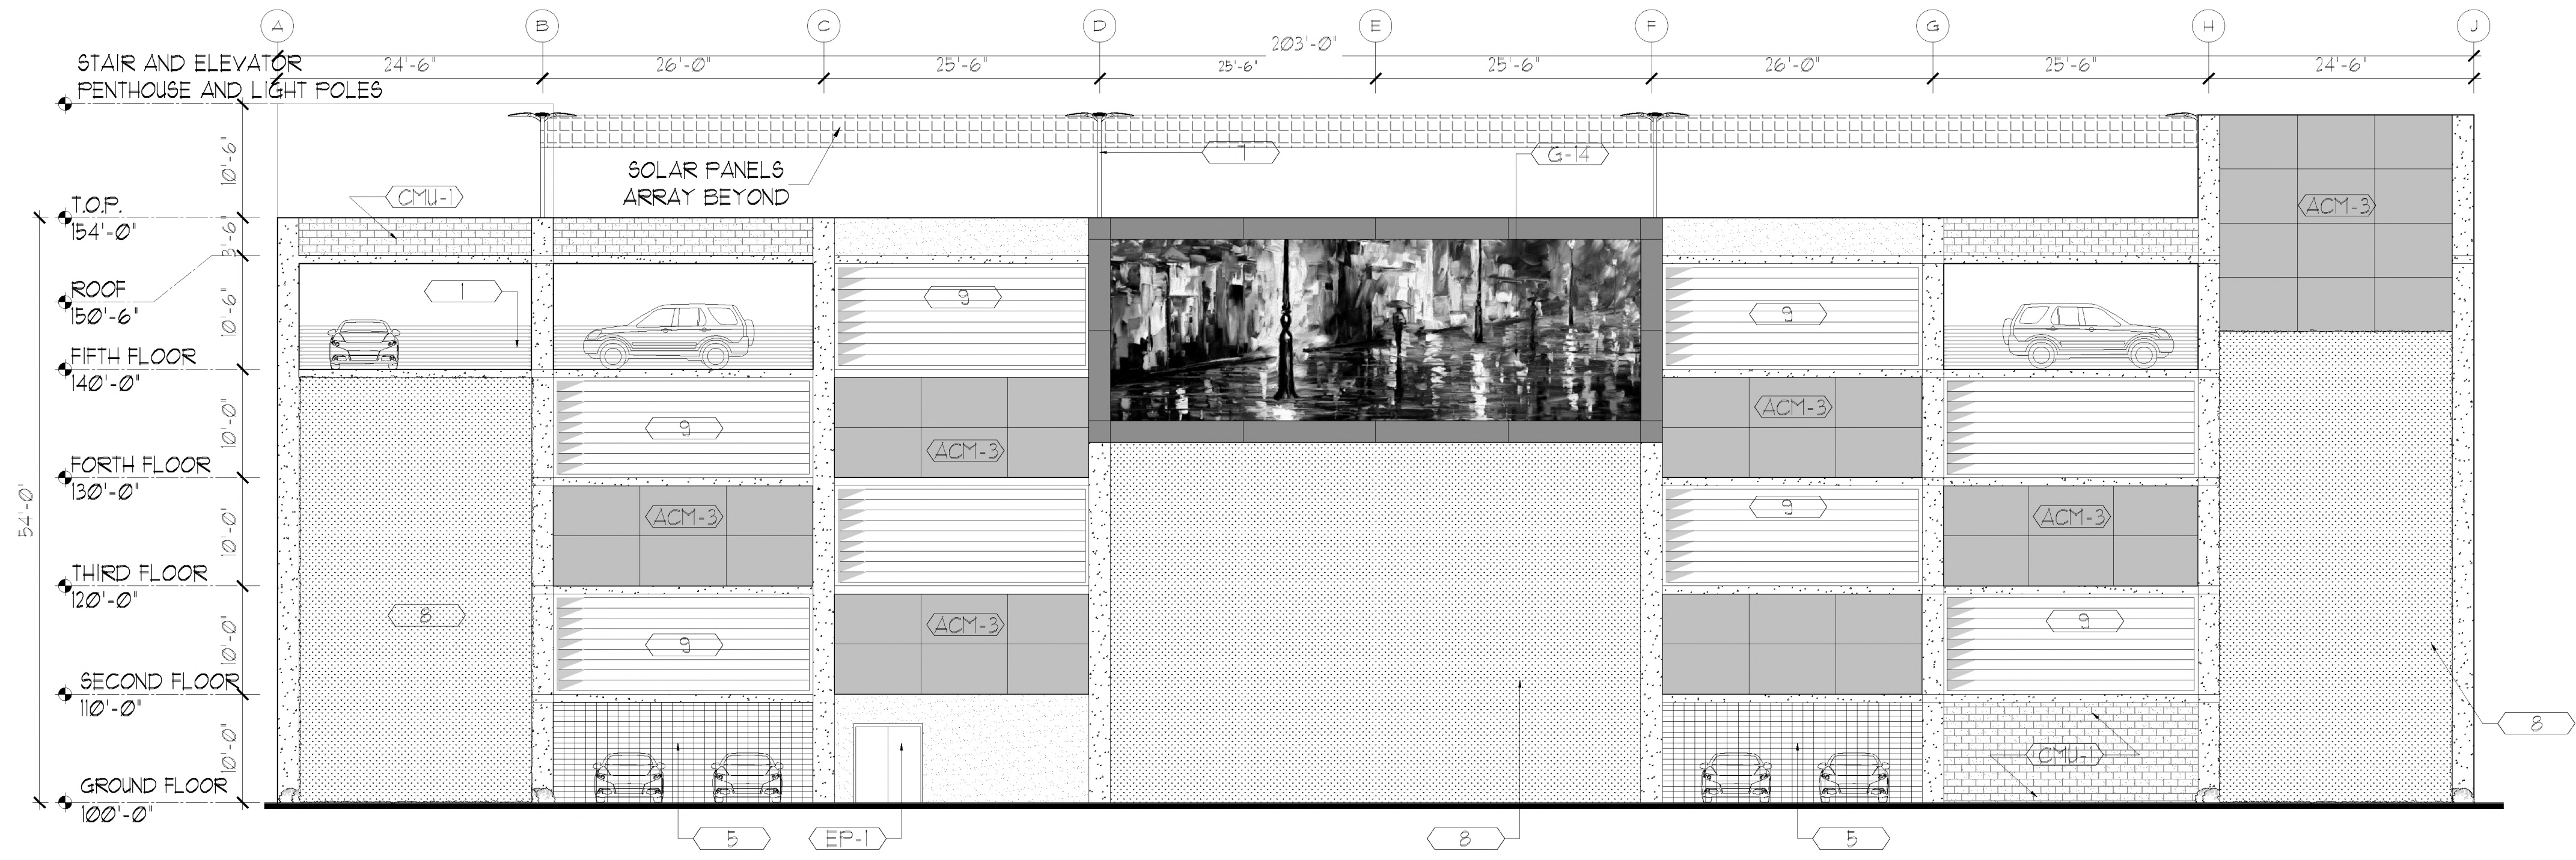 A B C D E F G H J
203'-0"
24'-6" 26'-0" 25'-6" 25'-6" 25'-6" 26'-0" 25'-6" 24'-6"
STAIR AND ELEVATOR
PENTHOUSE AND LIGHT POLES
10'-6"
SOLAR PANELS
ARRAY BEYOND
7
G-14
CMU-1
ACM-3
T.O.P.
154'-0"
3'-6"
ROOF
150'-6"
10'-6"
1
9
9
FIFTH FLOOR
140'-0"
10'-0"
9
ACM-3
ACM-3
FORTH FLOOR
130'-0"
54'-0"
10'-0"
ACM-3
9
ACM-3
THIRD FLOOR
120'-0"
10'-0"
8
9
ACM-3
9
SECOND FLOOR
110'-0"
10'-0"
CMU-1
8
GROUND FLOOR
100'-0"
5
EP-1
8
5